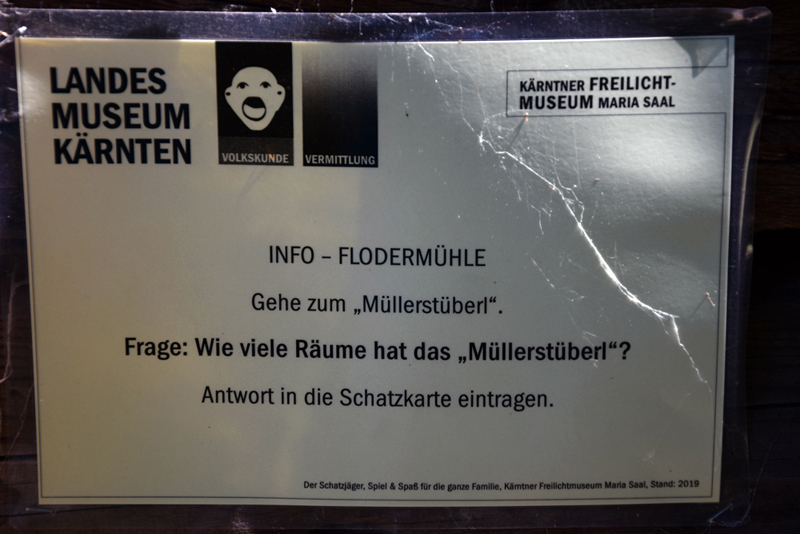 LANDES
MUSEUM
KÄRNTEN
VOLKSKUNDE
VERMITTLUNG
KÄRNTNER FREILICHT-
MUSEUM MARIA SAAL
INFO – FLODERMÜHLE
Gehe zum „Müllerstüberl“.
Frage: Wie viele Räume hat das „Müllerstüberl“?
Antwort in die Schatzkarte eintragen.
Der Schatzjäger, Spiel & Spaß für die ganze Familie, Kärntner Freilichtmuseum Maria Saal, Stand: 2019